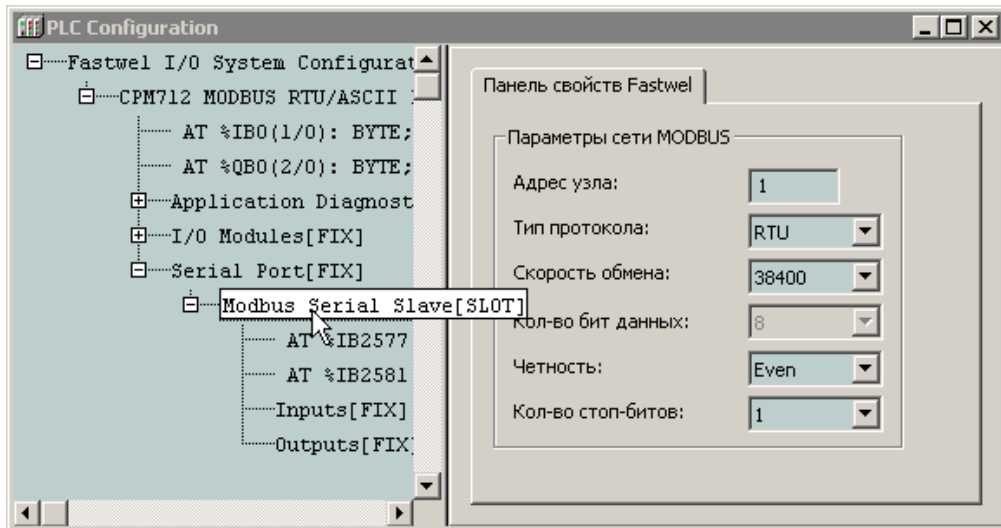 PLC Configuration
Fastwel I/O System Configurat
CPM712 MODBUS RTU/ASCII
AT %IB0(1/0): BYTE;
AT %QB0(2/0): BYTE;
Application Diagnost
I/O Modules[FIX]
Serial Port[FIX]
Modbus Serial Slave[SLOT]
AT %IB2577
AT %IB2581
Inputs[FIX]
Outputs[FIX]
Панель свойств Fastwel
Параметры сети MODBUS
Адрес узла: 1
Тип протокола: RTU
Скорость обмена: 38400
Кол-во бит данных: 8
Четность: Even
Кол-во стоп-битов: 1